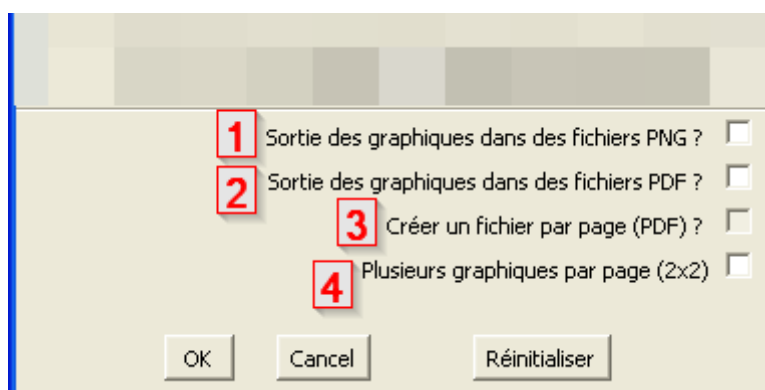 1 Sortie des graphiques dans des fichiers PNG ?
2 Sortie des graphiques dans des fichiers PDF ?
3 Créer un fichier par page (PDF) ?
4 Plusieurs graphiques par page (2x2)
OK Cancel Réinitialiser